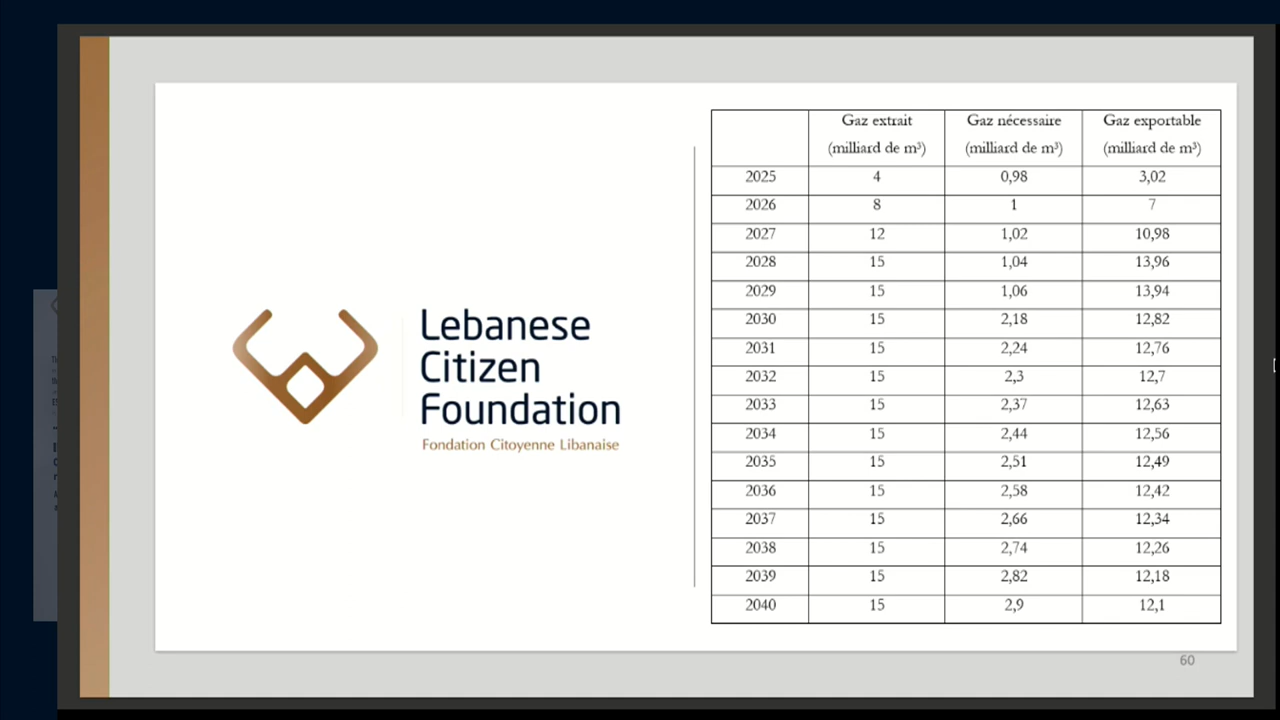 Lebanese
Citizen
Foundation
Fondation Citoyenne Libanaise
Gaz extrait (milliard de m³) Gaz nécessaire (milliard de m³) Gaz exportable (milliard de m³)
2025 4 0,98 3,02
2026 8 1 7
2027 12 1,02 10,98
2028 15 1,04 13,96
2029 15 1,06 13,94
2030 15 2,18 12,82
2031 15 2,24 12,76
2032 15 2,3 12,7
2033 15 2,37 12,63
2034 15 2,44 12,56
2035 15 2,51 12,49
2036 15 2,58 12,42
2037 15 2,66 12,34
2038 15 2,74 12,26
2039 15 2,82 12,18
2040 15 2,9 12,1
60